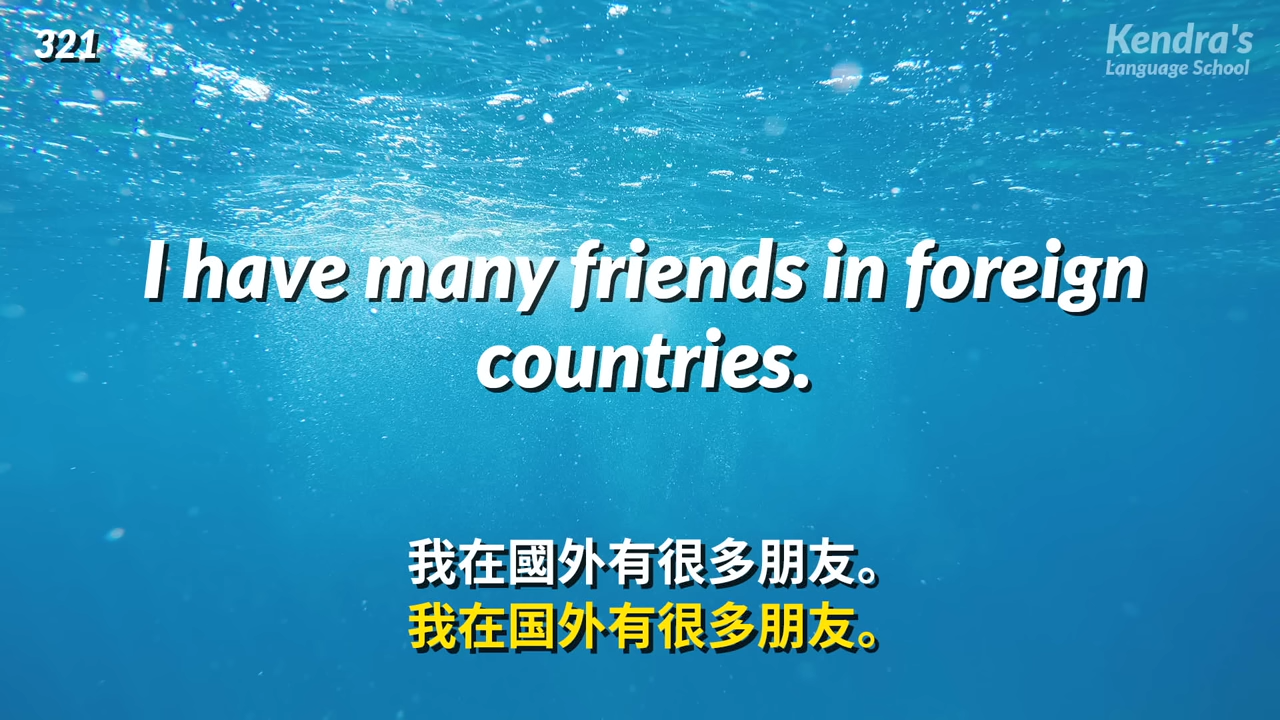 321
Kendra's
Language School
I have many friends in foreign
countries.
我在國外有很多朋友。
我在国外有很多朋友。